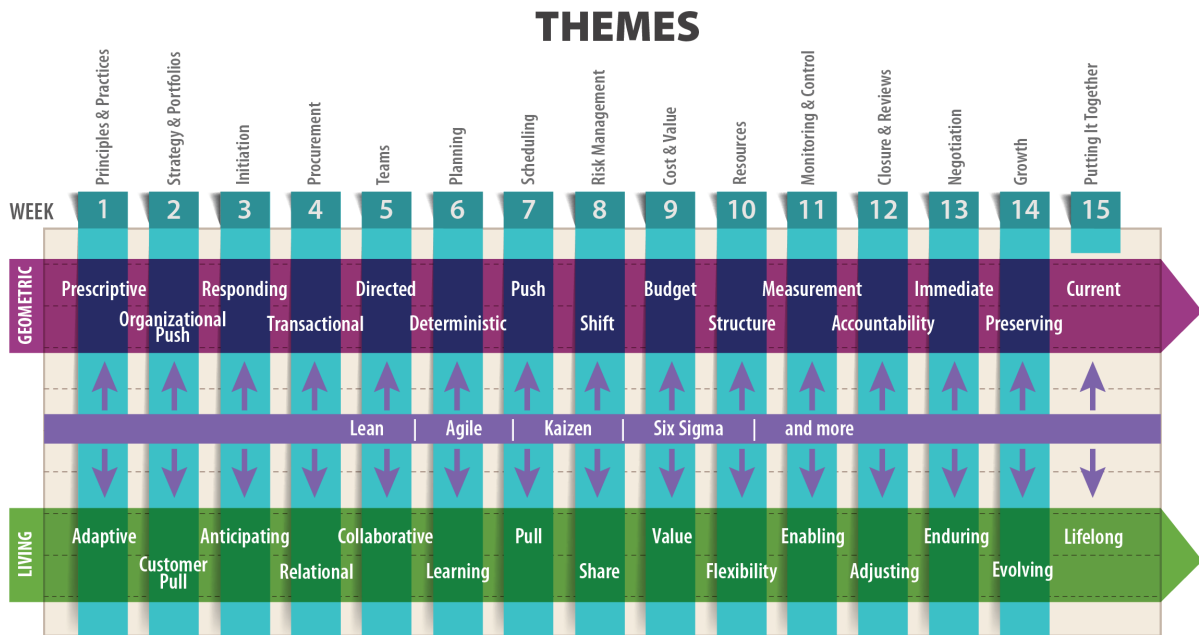 THEMES
Principles & Practices
Strategy & Portfolios
Initiation
Procurement
Teams
Planning
Scheduling
Risk Management
Cost & Value
Resources
Monitoring & Control
Closure & Reviews
Negotiation
Growth
Putting It Together
WEEK 1 2 3 4 5 6 7 8 9 10 11 12 13 14 15
GEOMETRIC
Prescriptive Responding Directed Push Budget Measurement Immediate Current
Organizational
Push
Transactional Deterministic Shift Structure Accountability Preserving
Lean | Agile | Kaizen | Six Sigma | and more
LIVING
Adaptive Anticipating Collaborative Pull Value Enabling Enduring Lifelong
Customer
Pull
Relational Learning Share Flexibility Adjusting Evolving